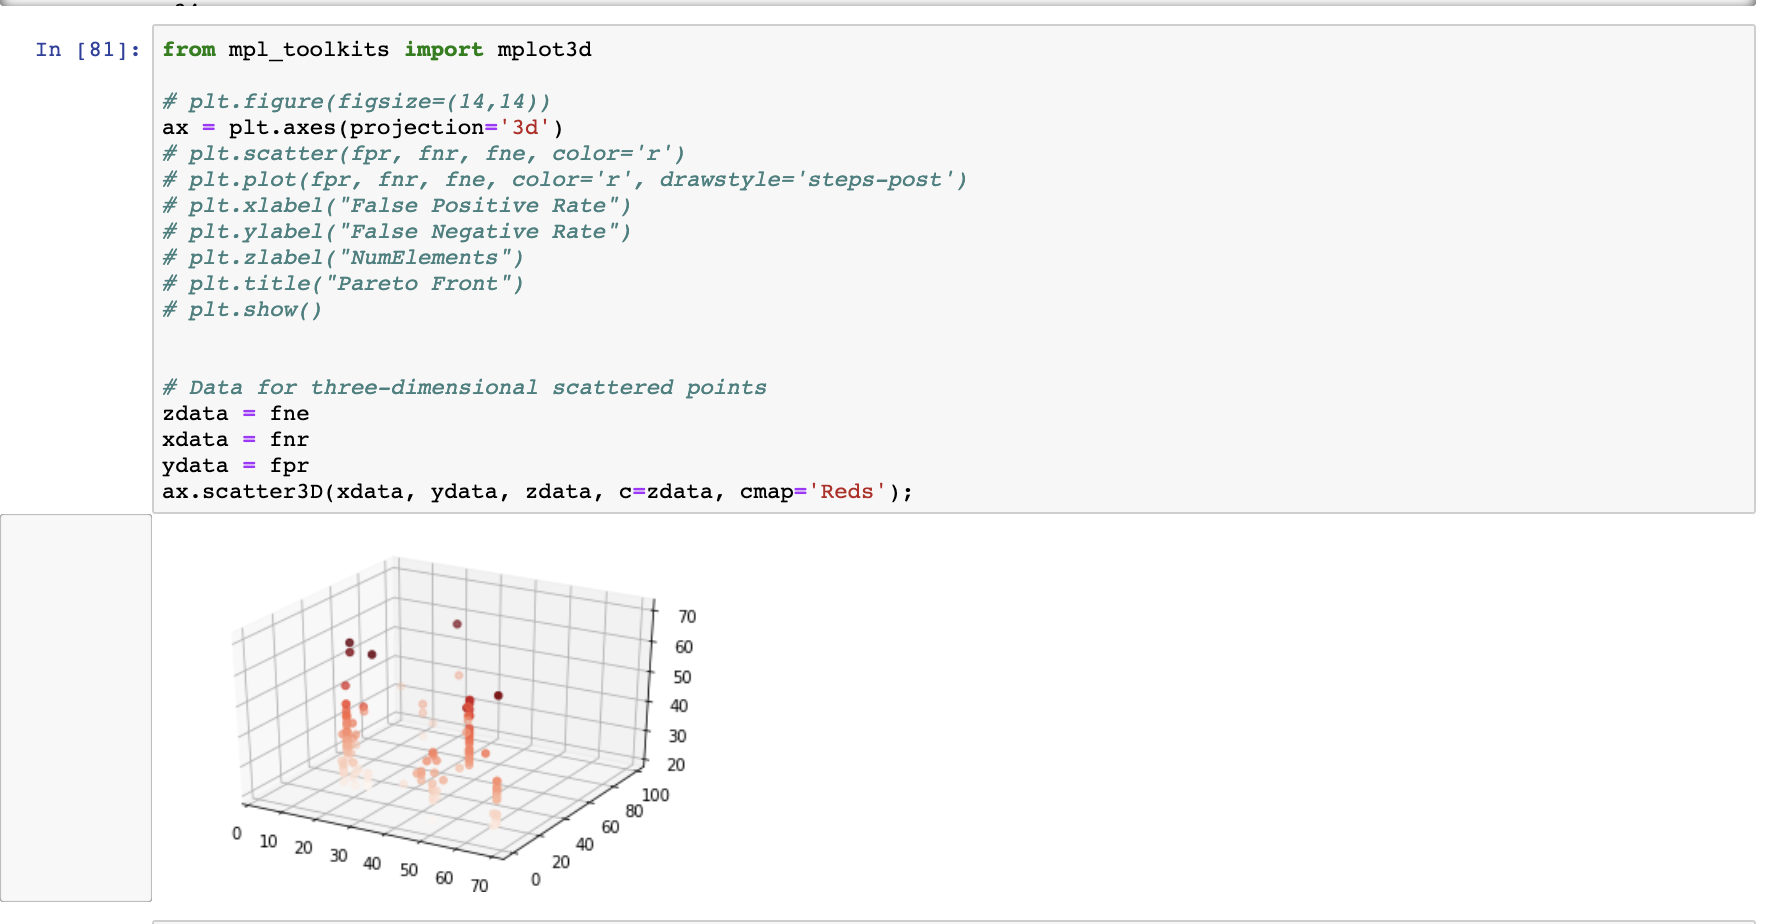 In [81]:
from mpl_toolkits import mplot3d
# plt.figure(figsize=(14,14))
ax = plt.axes(projection='3d')
# plt.scatter(fpr, fnr, fne, color='r')
# plt.plot(fpr, fnr, fne, color='r', drawstyle='steps-post')
# plt.xlabel("False Positive Rate")
# plt.ylabel("False Negative Rate")
# plt.zlabel("NumElements")
# plt.title("Pareto Front")
# plt.show()
# Data for three-dimensional scattered points
zdata = fne
xdata = fnr
ydata = fpr
ax.scatter3D(xdata, ydata, zdata, c=zdata, cmap='Reds');
70
60
50
40
30
20
100
80
60
40
20
0
0 10 20 30 40 50 60 70